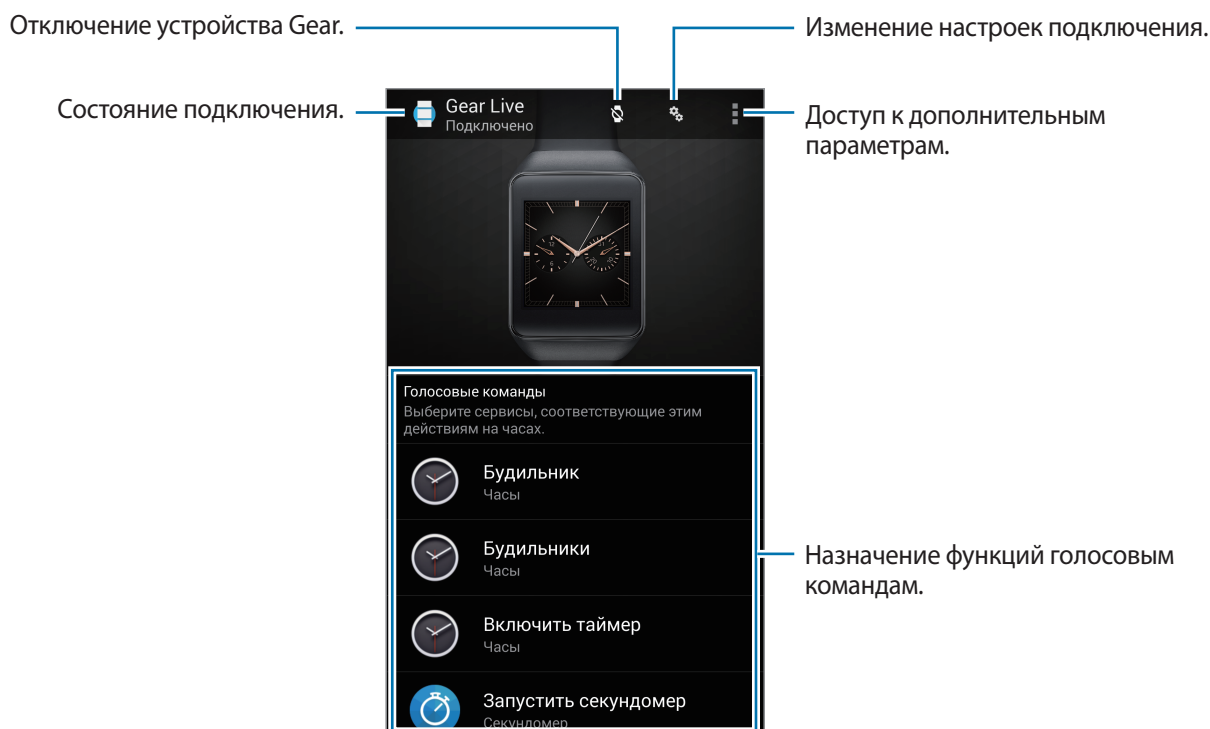 Отключение устройства Gear.
Изменение настроек подключения.
Состояние подключения.
Gear Live
Подключено
Доступ к дополнительным
параметрам.
Голосовые команды
Выберите сервисы, соответствующие этим
действиям на часах.
Будильник
Часы
Будильники
Часы
Назначение функций голосовым
командам.
Включить таймер
Часы
Запустить секундомер
Секундомер